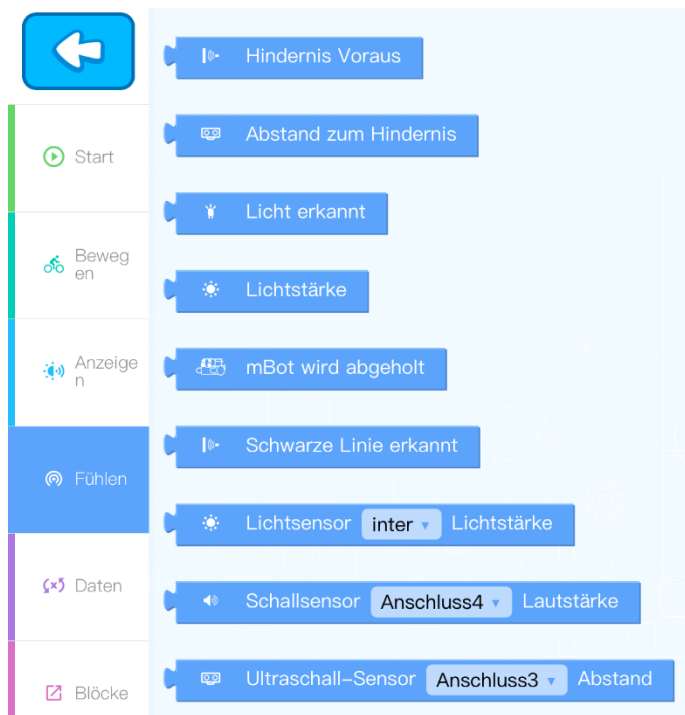 Hindernis Voraus
Abstand zum Hindernis
Start
Licht erkannt
Beweg
en
Lichtstärke
Anzeige
n
mBot wird abgeholt
Schwarze Linie erkannt
Fühlen
Lichtsensor inter Lichtstärke
Daten
Schallsensor Anschluss4 Lautstärke
Blöcke
Ultraschall-Sensor Anschluss3 Abstand